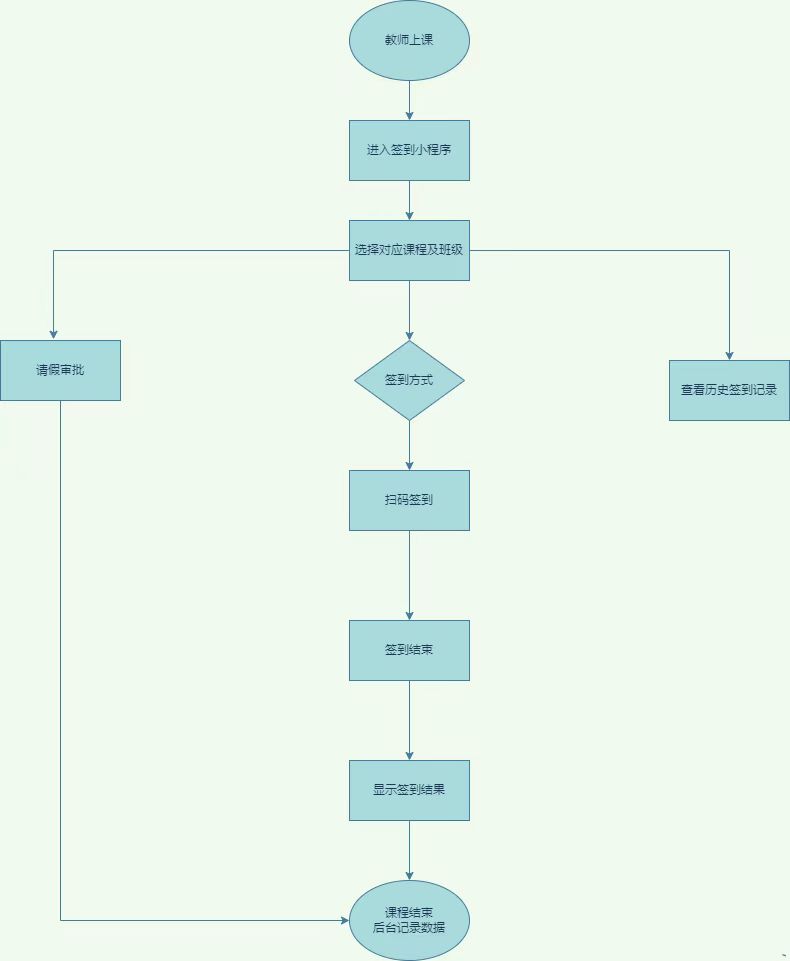 教师上课
进入签到小程序
选择对应课程及班级
请假审批
签到方式
查看历史签到记录
扫码签到
签到结束
显示签到结果
课程结束
后台记录数据